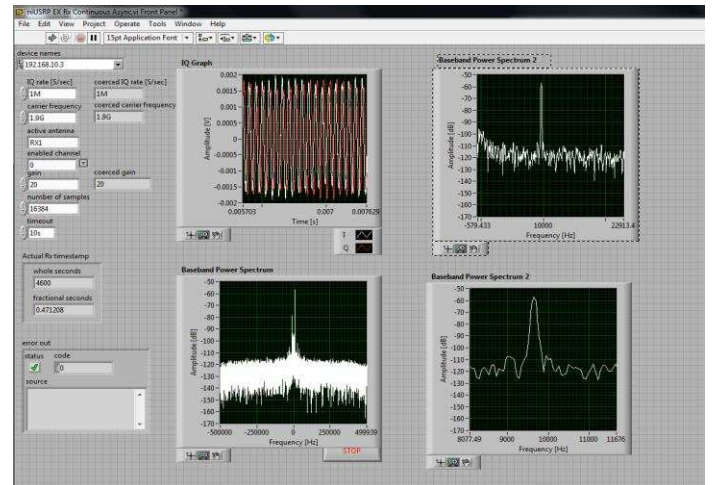 niUSRP EX Rx Continuous Async.vi Front Panel *
File Edit View Project Operate Tools Window Help
15pt Application Font
device names
192.168.10.3
IQ rate [S/sec]
coerced IQ rate [S/sec]
1M
1M
carrier frequency
coerced carrier frequency
1.9G
1.9G
active antenna
RX1
enabled channel
0
gain
coerced gain
20
20
number of samples
16384
timeout
10s
Actual Rx timestamp
whole seconds
4600
fractional seconds
0.471208
error out
status code
0
source
IQ Graph
Amplitude [V]
0.002
0.0015
0.001
0.0005
0
-0.0005
-0.001
-0.0015
-0.002
0.005703 0.007 0.007629
Time [s]
I
Q
Baseband Power Spectrum 2
Amplitude [dB]
-50
-60
-70
-80
-90
-100
-110
-120
-130
-140
-150
-160
-170
-579.433 10000 22913.4
Frequency [Hz]
Baseband Power Spectrum
Amplitude [dB]
-50
-60
-70
-80
-90
-100
-110
-120
-130
-140
-150
-160
-170
-500000 -250000 0 250000 499939
Frequency [Hz]
STOP
Baseband Power Spectrum 2
Amplitude [dB]
-50
-60
-70
-80
-90
-100
-110
-120
-130
-140
-150
-160
-170
8077.49 9000 10000 11000 11676
Frequency [Hz]